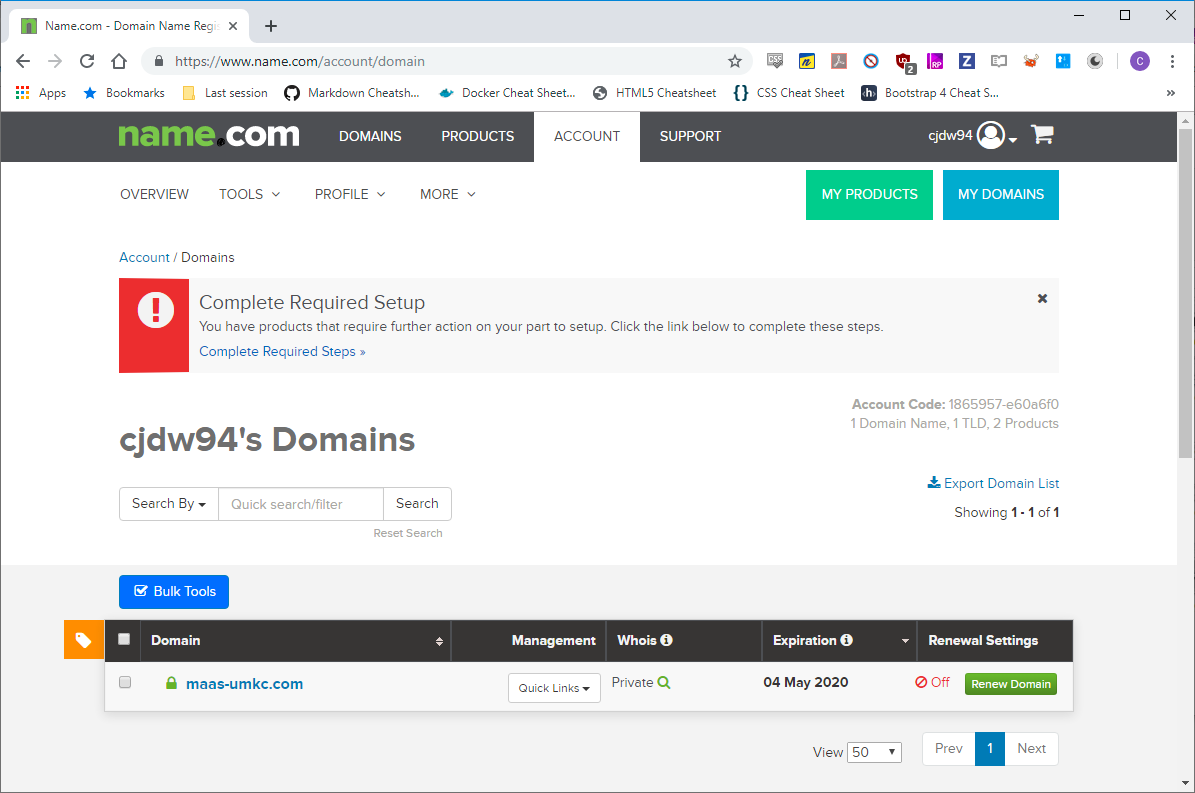 Name.com - Domain Name Regis
https://www.name.com/account/domain
CSS n RP Z 2 C
Apps Bookmarks Last session Markdown Cheatsh... Docker Cheat Sheet... HTML5 Cheatsheet {} CSS Cheat Sheet h Bootstrap 4 Cheat S... »
name.com DOMAINS PRODUCTS ACCOUNT SUPPORT cjdw94
OVERVIEW TOOLS PROFILE MORE MY PRODUCTS MY DOMAINS
Account / Domains
Complete Required Setup
You have products that require further action on your part to setup. Click the link below to complete these steps.
Complete Required Steps »
Account Code: 1865957-e60a6f0
1 Domain Name, 1 TLD, 2 Products
cjdw94's Domains
Export Domain List
Search By Quick search/filter Search
Showing 1 - 1 of 1
Reset Search
Bulk Tools
Domain Management Whois Expiration Renewal Settings
maas-umkc.com Quick Links Private 04 May 2020 Off Renew Domain
View 50 Prev 1 Next